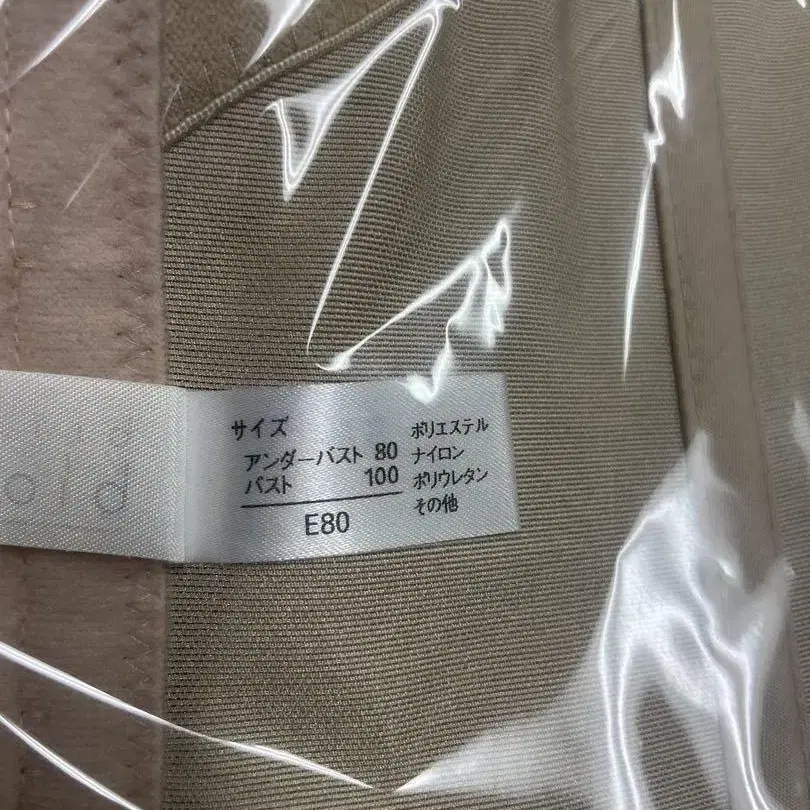 サイズ
アンダーバスト 80
バスト 100
E80
ポリエステル
ナイロン
ポリウレタン
その他